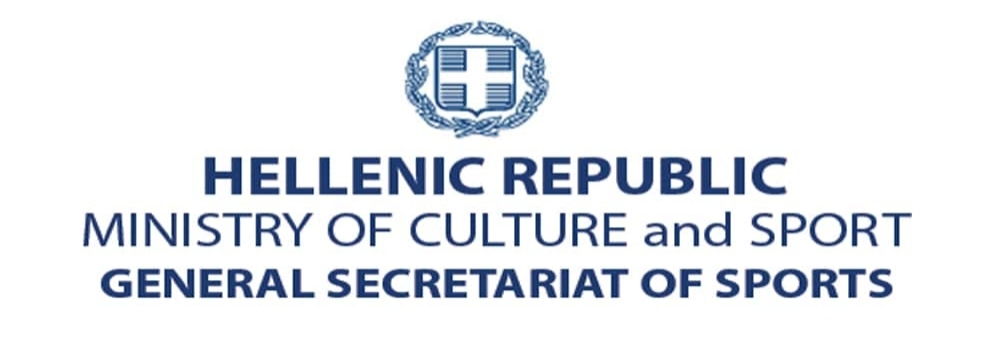 HELLENIC REPUBLIC
MINISTRY OF CULTURE and SPORT
GENERAL SECRETARIAT OF SPORTS